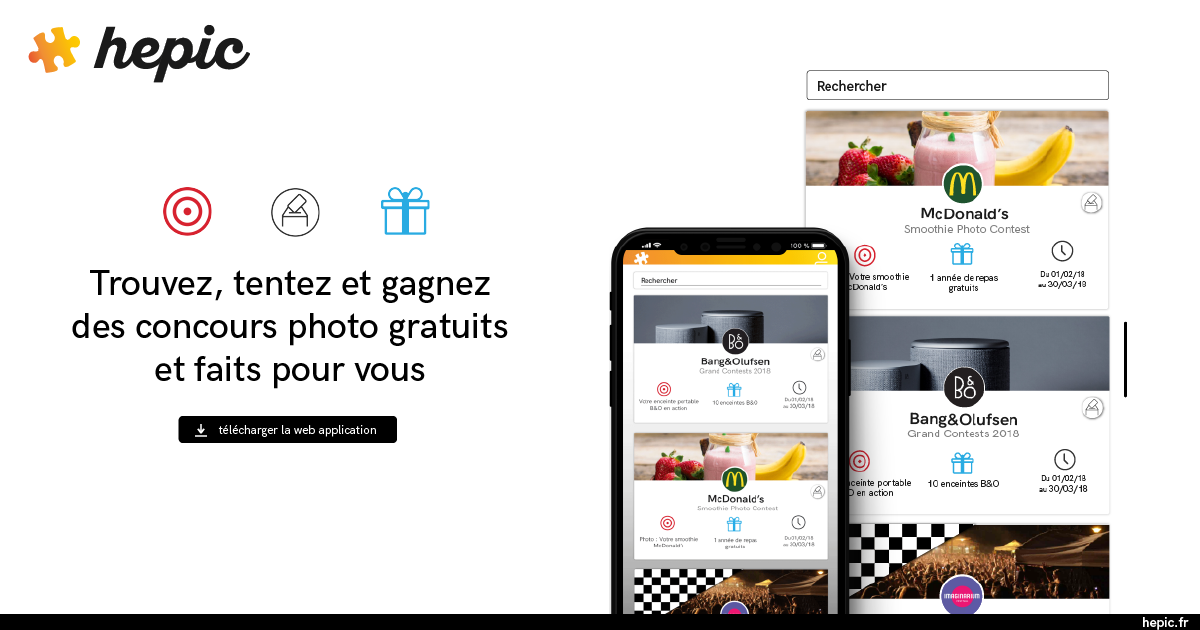 hepic
Trouvez, tentez et gagnez
des concours photo gratuits
et faits pour vous
télécharger la web application
Rechercher
McDonald's
Smoothie Photo Contest
Votre smoothie
cDonald's
1 année de repas
gratuits
Du 01/02/18
au 30/03/18
B&O
Bang&Olufsen
Grand Contests 2018
nceinte portable
O en action
10 enceintes B&O
Du 01/02/18
au 30/03/18
IMAGINARIUM
100 %
Rechercher
B&O
Bang&Olufsen
Grand Contests 2018
Votre enceinte portable
B&O en action
10 enceintes B&O
Du 01/02/18
au 30/03/18
McDonald's
Smoothie Photo Contest
Photo : Votre smoothie
McDonald's
1 année de repas
gratuits
Du 01/02/18
au 30/03/18
hepic.fr